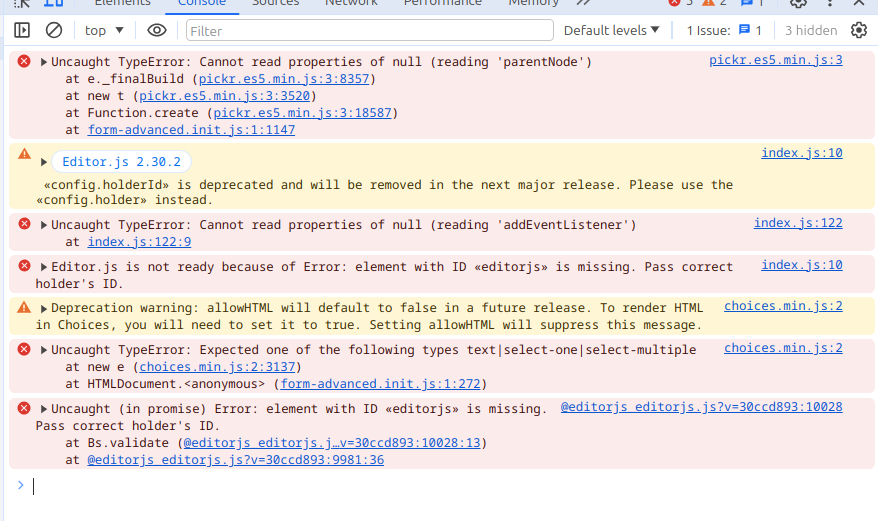 Elements Console Sources Network Performance Memory 5 2 1
top Filter Default levels 1 Issue: 1 3 hidden
Uncaught TypeError: Cannot read properties of null (reading 'parentNode') pickr.es5.min.js:3
at e._finalBuild (pickr.es5.min.js:3:8357)
at new t (pickr.es5.min.js:3:3520)
at Function.create (pickr.es5.min.js:3:18587)
at form-advanced.init.js:1:1147
Editor.js 2.30.2 index.js:10
«config.holderId» is deprecated and will be removed in the next major release. Please use the
«config.holder» instead.
Uncaught TypeError: Cannot read properties of null (reading 'addEventListener') index.js:122
at index.js:122:9
Editor.js is not ready because of Error: element with ID «editorjs» is missing. Pass correct index.js:10
holder's ID.
Deprecation warning: allowHTML will default to false in a future release. To render HTML choices.min.js:2
in Choices, you will need to set it to true. Setting allowHTML will suppress this message.
Uncaught TypeError: Expected one of the following types text|select-one|select-multiple choices.min.js:2
at new e (choices.min.js:2:3137)
at HTMLDocument.<anonymous> (form-advanced.init.js:1:272)
Uncaught (in promise) Error: element with ID «editorjs» is missing. @editorjs_editorjs.js?v=30ccd893:10028
Pass correct holder's ID.
at Bs.validate (@editorjs_editorjs.j…v=30ccd893:10028:13)
at @editorjs_editorjs.js?v=30ccd893:9981:36